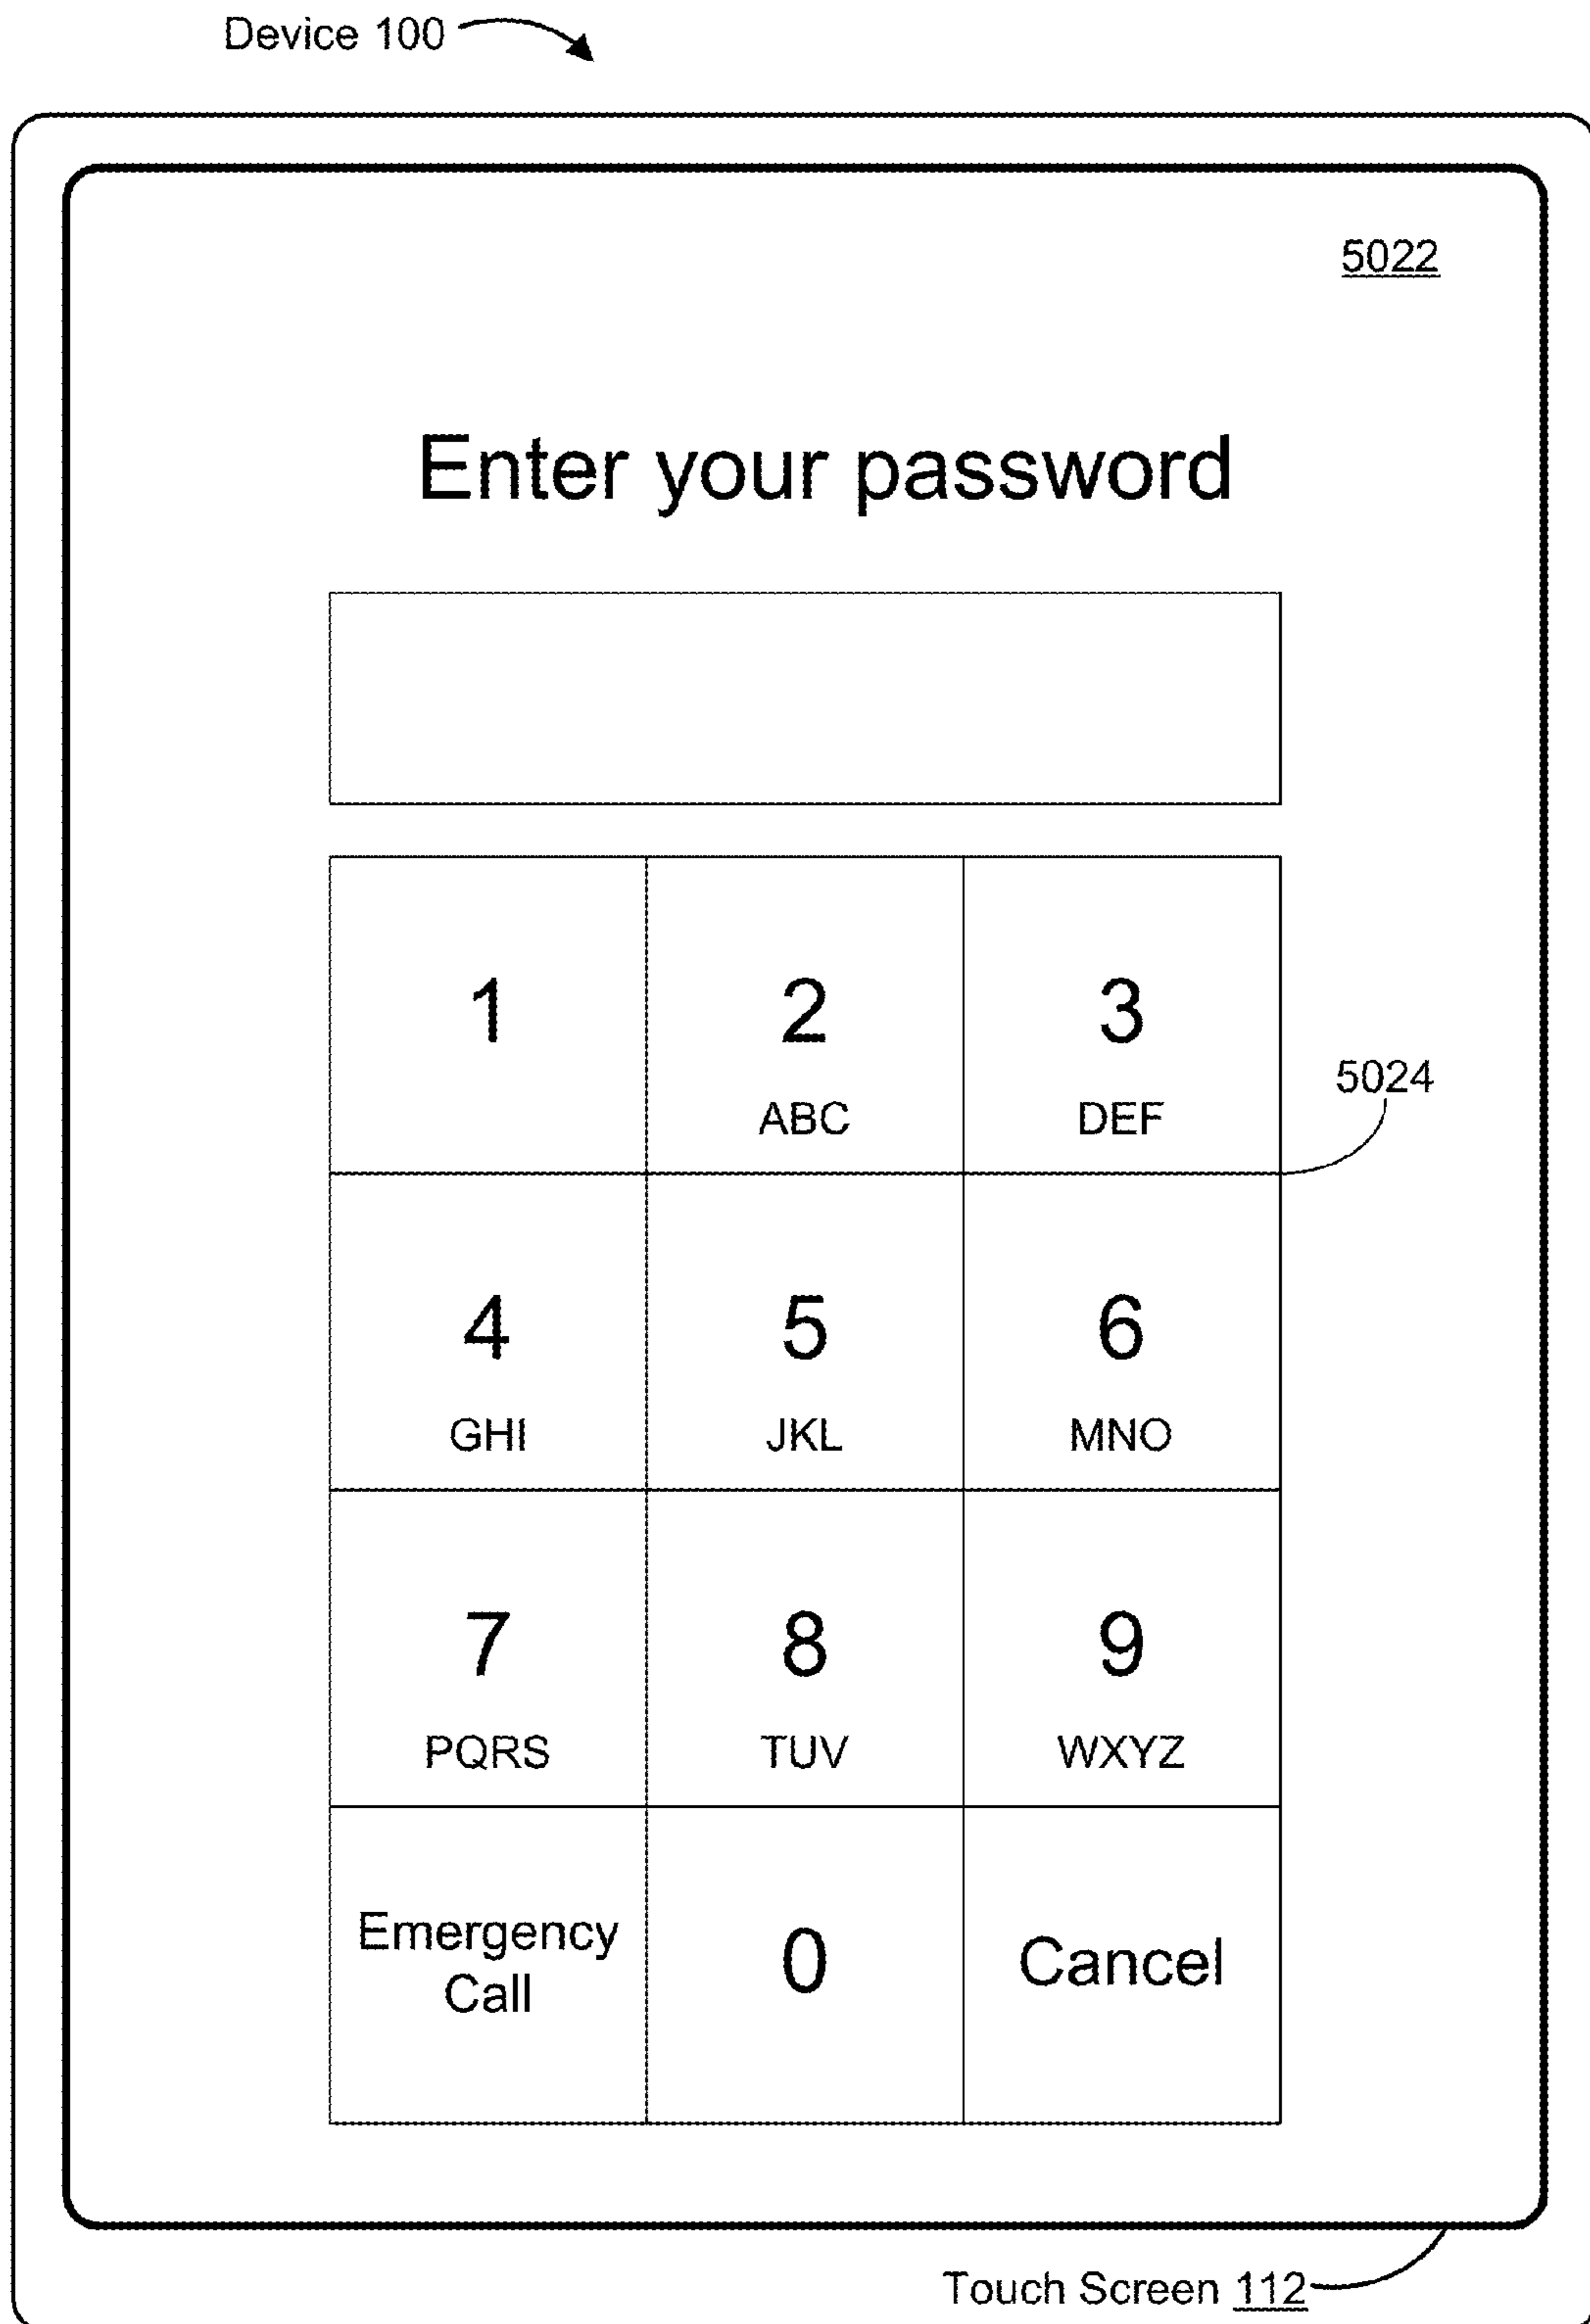 Device 100
5022
Enter your password
1 2 3
ABC DEF
5024
4 5 6
GHI JKL MNO
7 8 9
PQRS TUV WXYZ
Emergency
Call
0
Cancel
Touch Screen 112